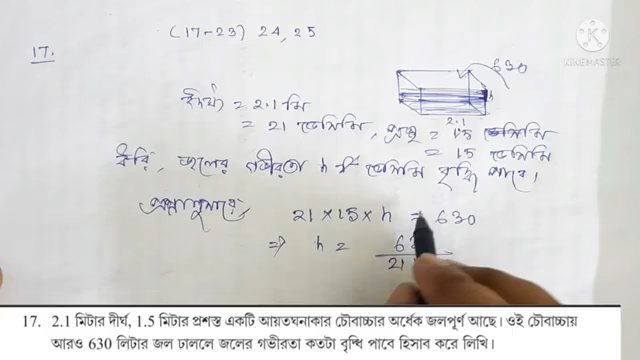 (17-23) 24, 25
17.
630
KINEMASTER
h
দৈর্ঘ্য = 2.1 মি
2.1
= 21 ডেসিমি, প্রস্থ = 15 ডেসিমি
= 15 ডেসিমি
ধরি, জলের গভীরতা h ডেসিমি বৃদ্ধি পাবে।
প্রশ্নানুসারে, 21 × 15 × h = 630
⇒ h =
21
17. 2.1 মিটার দীর্ঘ, 1.5 মিটার প্রশস্ত একটি আয়তঘনাকার চৌবাচ্চার অর্ধেক জলপূর্ণ আছে। ওই চৌবাচ্চায়
আরও 630 লিটার জল ঢাললে জলের গভীরতা কতটা বৃদ্ধি পাবে হিসাব করে লিখি।